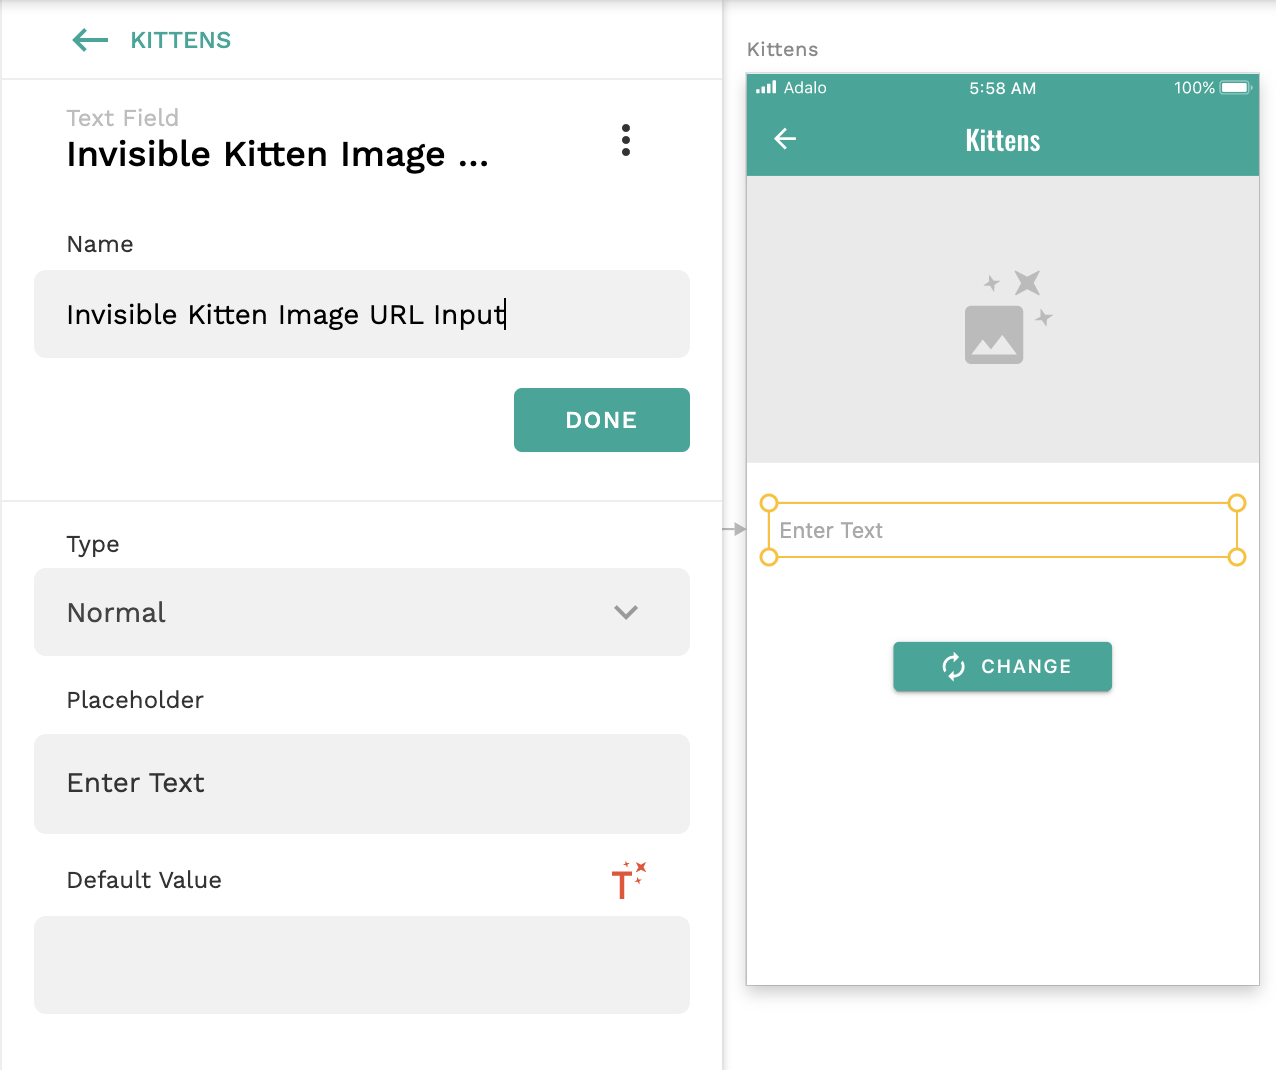 KITTENS
Text Field
Invisible Kitten Image ...
Name
Invisible Kitten Image URL Input
DONE
Type
Normal
Placeholder
Enter Text
Default Value
T
Kittens
Adalo 5:58 AM 100%
Kittens
Enter Text
CHANGE